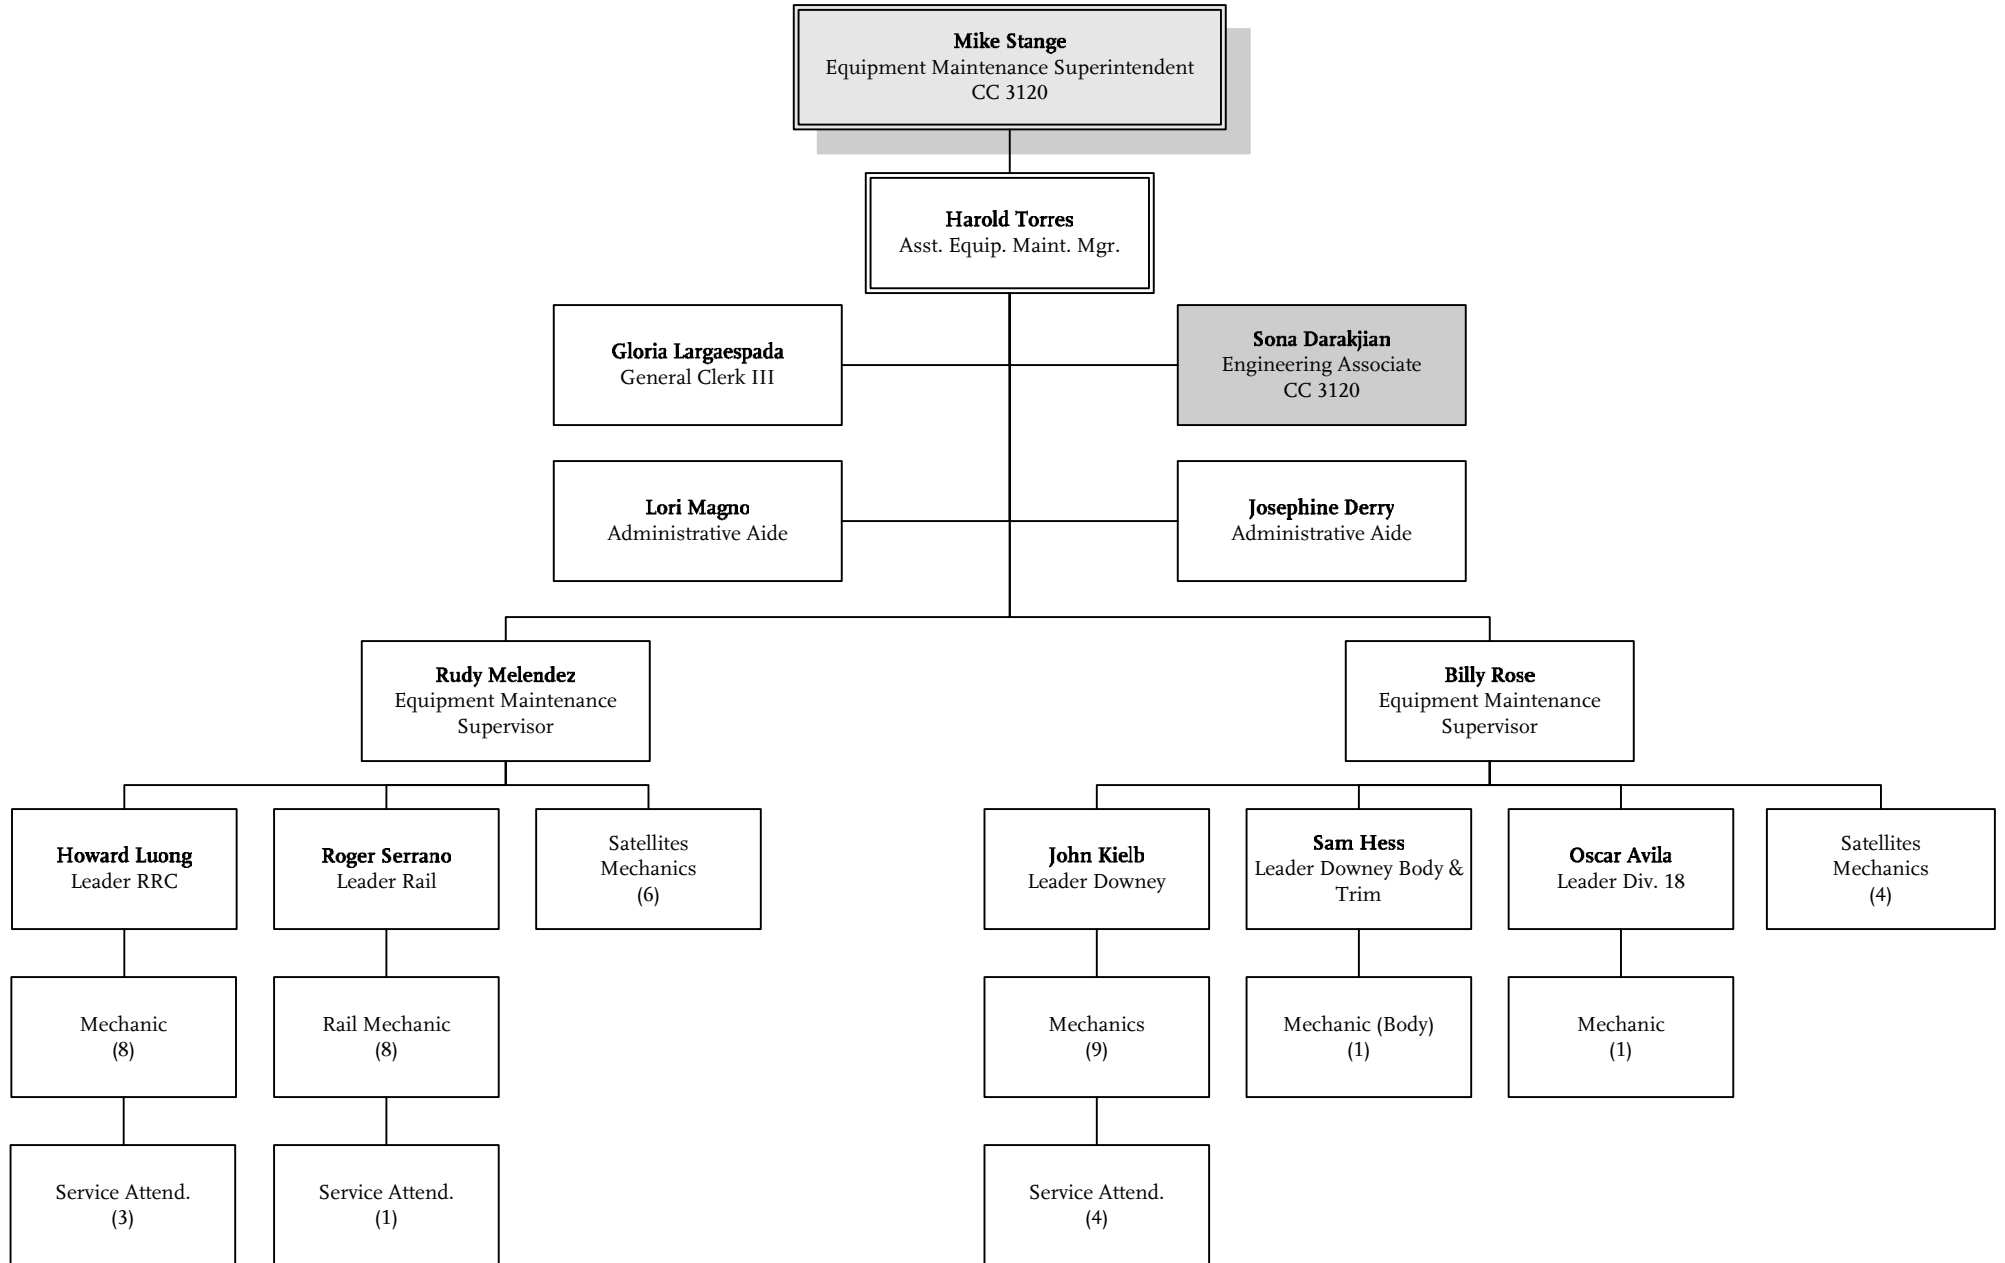 Mike Stange
Equipment Maintenance Superintendent
CC 3120
Harold Torres
Asst. Equip. Maint. Mgr.
Gloria Largaespada
General Clerk III
Sona Darakjian
Engineering Associate
CC 3120
Lori Magno
Administrative Aide
Josephine Derry
Administrative Aide
Rudy Melendez
Equipment Maintenance
Supervisor
Billy Rose
Equipment Maintenance
Supervisor
Howard Luong
Leader RRC
Roger Serrano
Leader Rail
Satellites
Mechanics
(6)
John Kielb
Leader Downey
Sam Hess
Leader Downey Body &
Trim
Oscar Avila
Leader Div. 18
Satellites
Mechanics
(4)
Mechanic
(8)
Rail Mechanic
(8)
Mechanics
(9)
Mechanic (Body)
(1)
Mechanic
(1)
Service Attend.
(3)
Service Attend.
(1)
Service Attend.
(4)